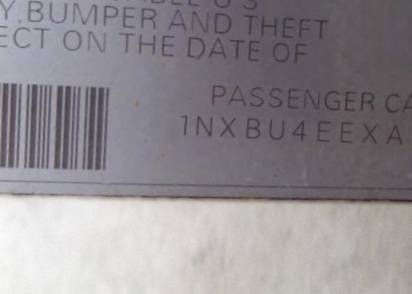 Y, BUMPER AND THEFT
ECT ON THE DATE OF
PASSENGER CA
1NXBU4EEXA